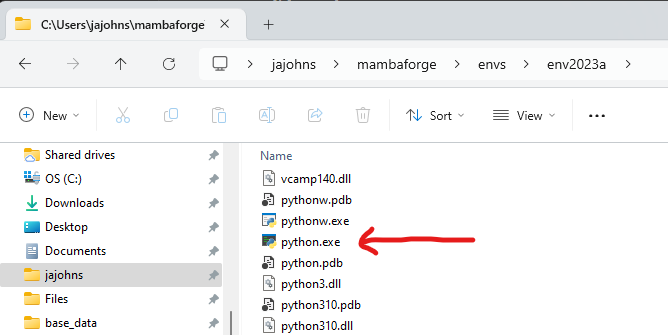 C:\Users\jajohns\mambaforge\
jajohns > mambaforge > envs > env2023a >
New Sort View ...
Shared drives
OS (C:)
Downloads
Desktop
Documents
jajohns
Files
base_data
Name
vcamp140.dll
pythonw.pdb
pythonw.exe
python.exe
python.pdb
python3.dll
python310.pdb
python310.dll